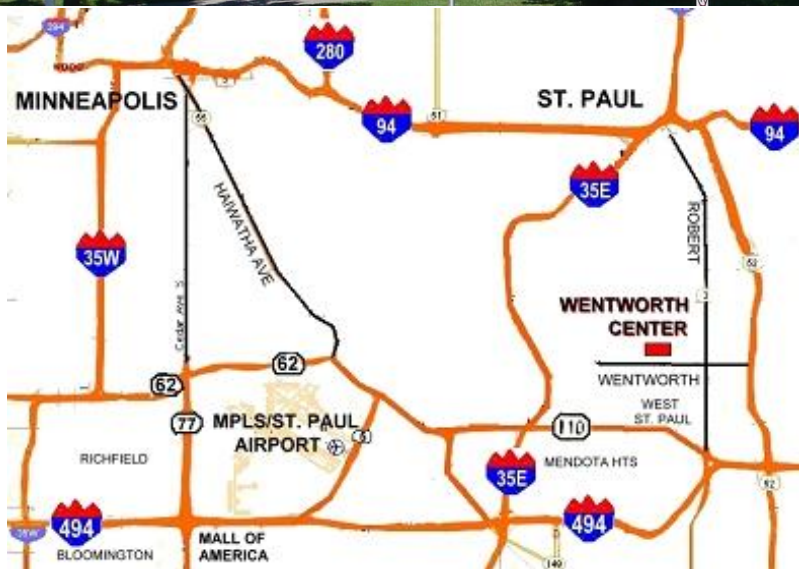 394
280
MINNEAPOLIS
ST. PAUL
55
94
51
94
35E
HAIWATHA AVE
ROBERT
35W
Cedar Ave S
WENTWORTH
CENTER
62
62
WENTWORTH
77
MPLS/ST. PAUL
AIRPORT
5
110
WEST
ST. PAUL
RICHFIELD
MENDOTA HTS
35E
52
494
494
35W
BLOOMINGTON
MALL OF
AMERICA
149